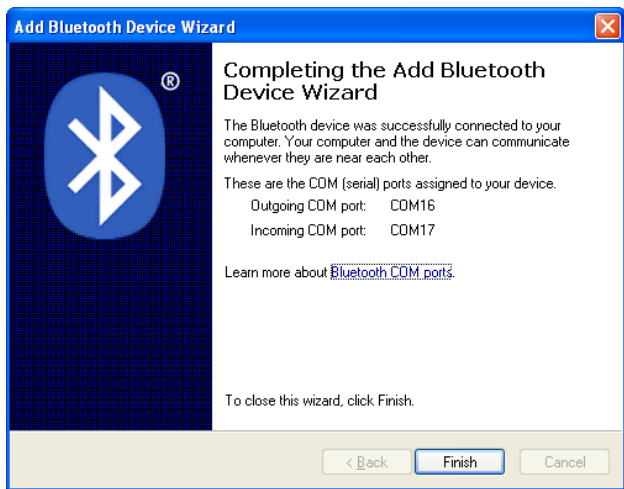 Add Bluetooth Device Wizard
®
Completing the Add Bluetooth
Device Wizard
The Bluetooth device was successfully connected to your
computer. Your computer and the device can communicate
whenever they are near each other.
These are the COM (serial) ports assigned to your device.
Outgoing COM port: COM16
Incoming COM port: COM17
Learn more about Bluetooth COM ports.
To close this wizard, click Finish.
< Back Finish Cancel